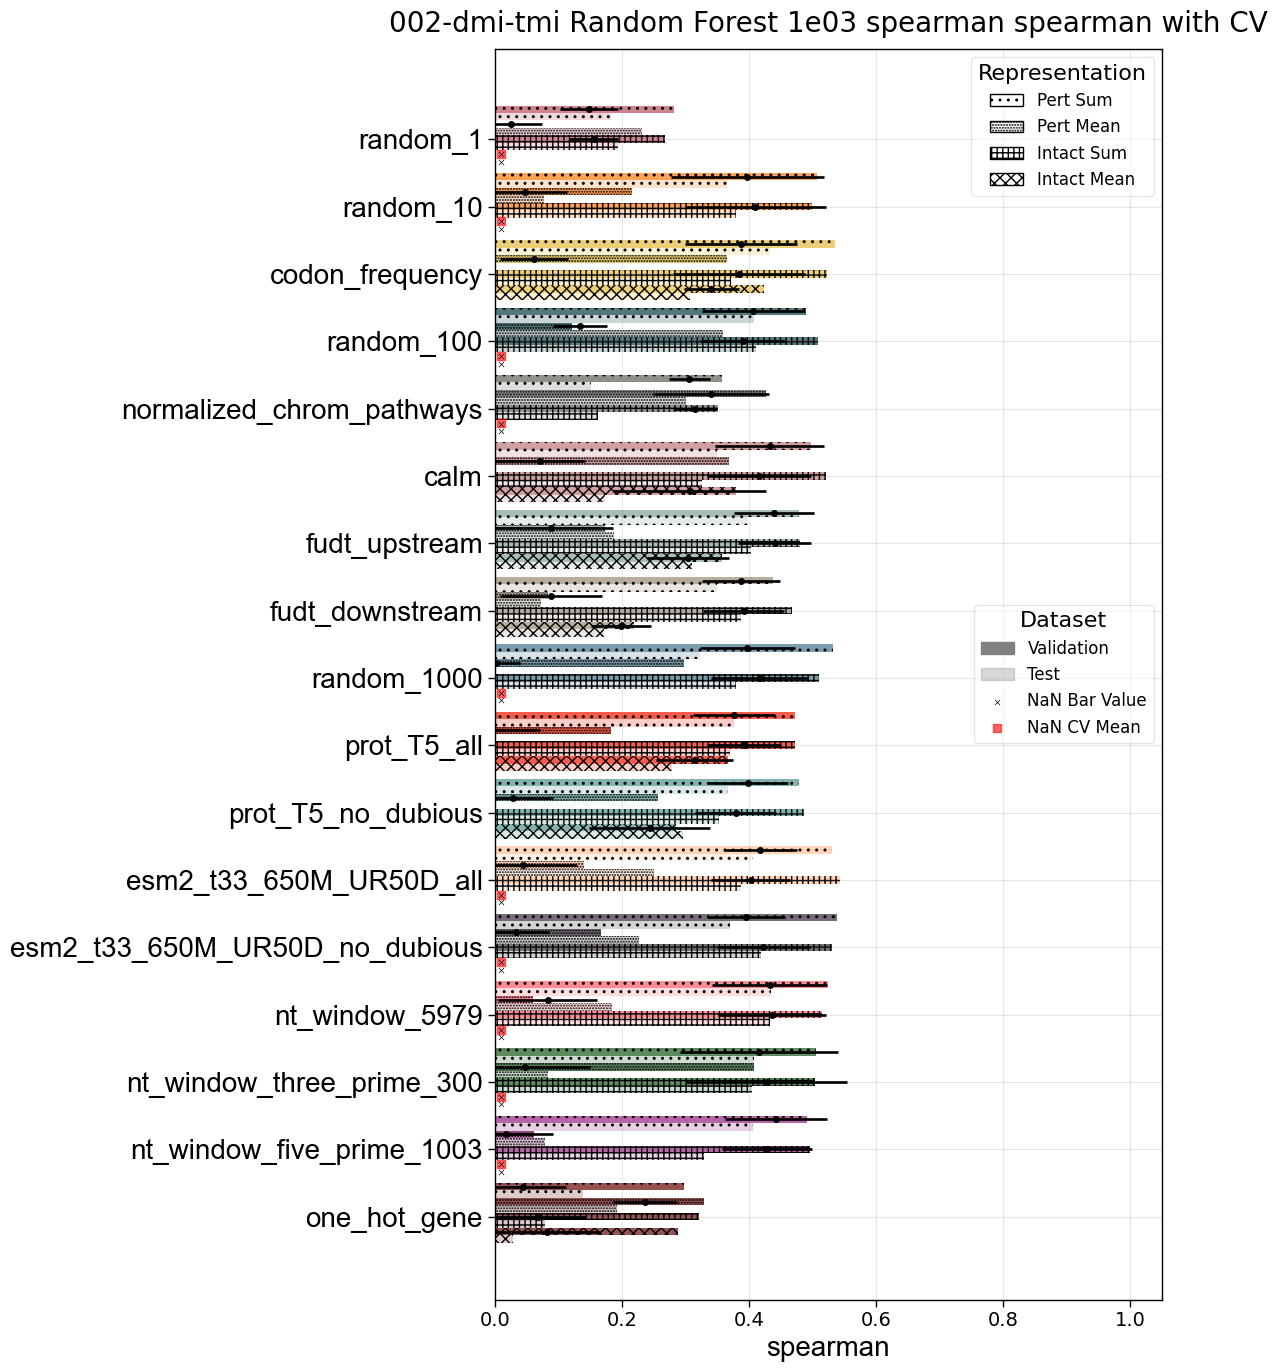 002-dmi-tmi Random Forest 1e03 spearman spearman with CV
Representation
Pert Sum
Pert Mean
Intact Sum
Intact Mean
random_1
random_10
codon_frequency
random_100
normalized_chrom_pathways
calm
fudt_upstream
fudt_downstream
random_1000
prot_T5_all
prot_T5_no_dubious
esm2_t33_650M_UR50D_all
esm2_t33_650M_UR50D_no_dubious
nt_window_5979
nt_window_three_prime_300
nt_window_five_prime_1003
one_hot_gene
Dataset
Validation
Test
NaN Bar Value
NaN CV Mean
0.0 0.2 0.4 0.6 0.8 1.0
spearman